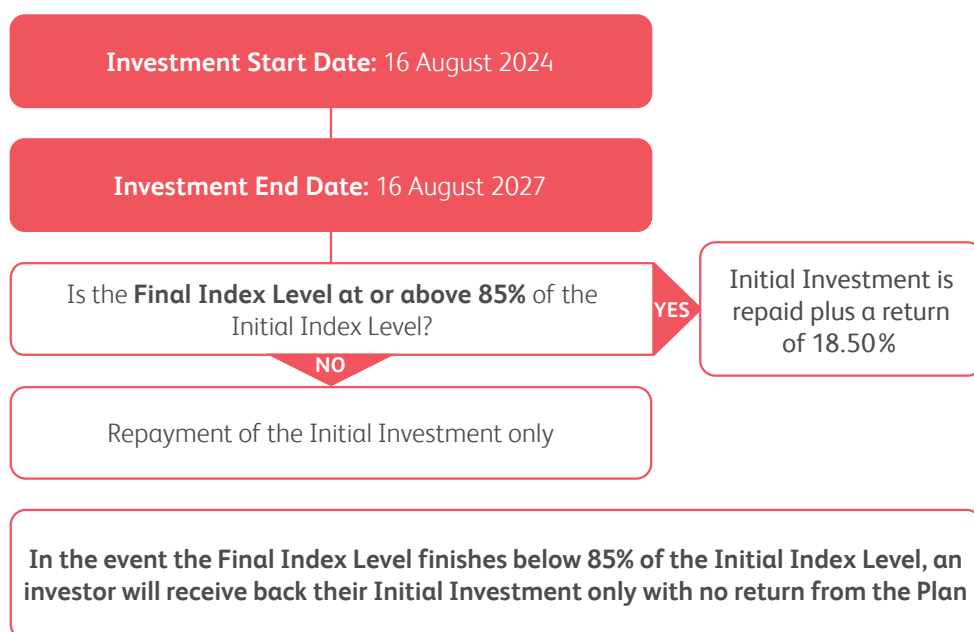 Investment Start Date: 16 August 2024
Investment End Date: 16 August 2027
Is the Final Index Level at or above 85% of the
Initial Index Level?
YES
Initial Investment is
repaid plus a return
of 18.50%
NO
Repayment of the Initial Investment only
In the event the Final Index Level finishes below 85% of the Initial Index Level, an
investor will receive back their Initial Investment only with no return from the Plan